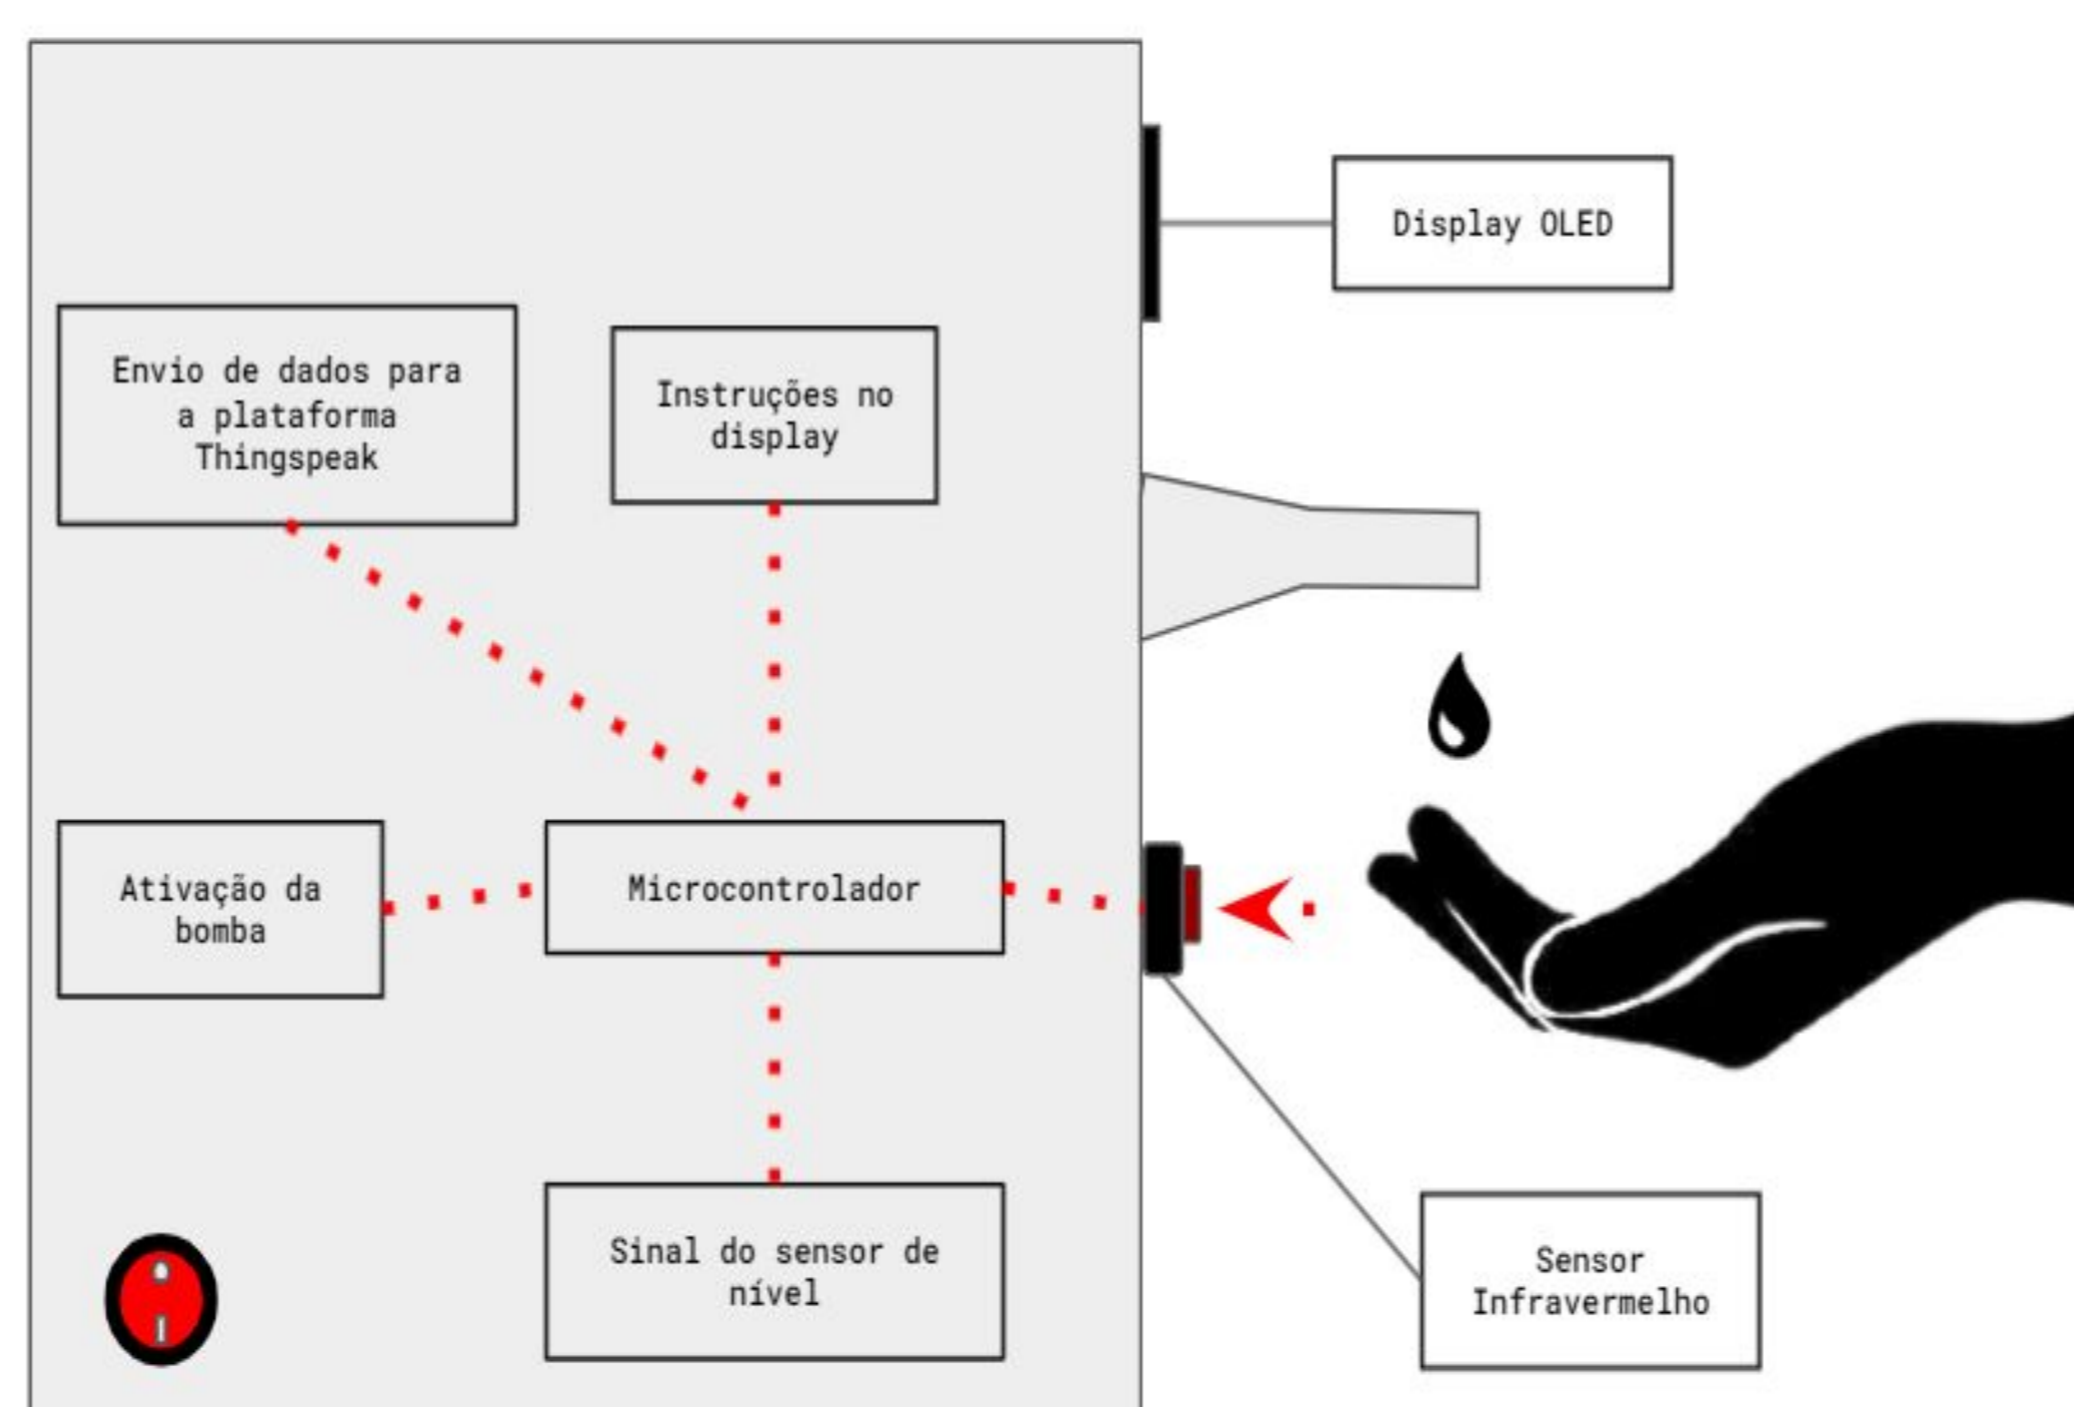 Display OLED
Envio de dados para
a plataforma
Thingspeak
Instruções no
display
Ativação da
bomba
Microcontrolador
Sinal do sensor de
nível
Sensor
Infravermelho